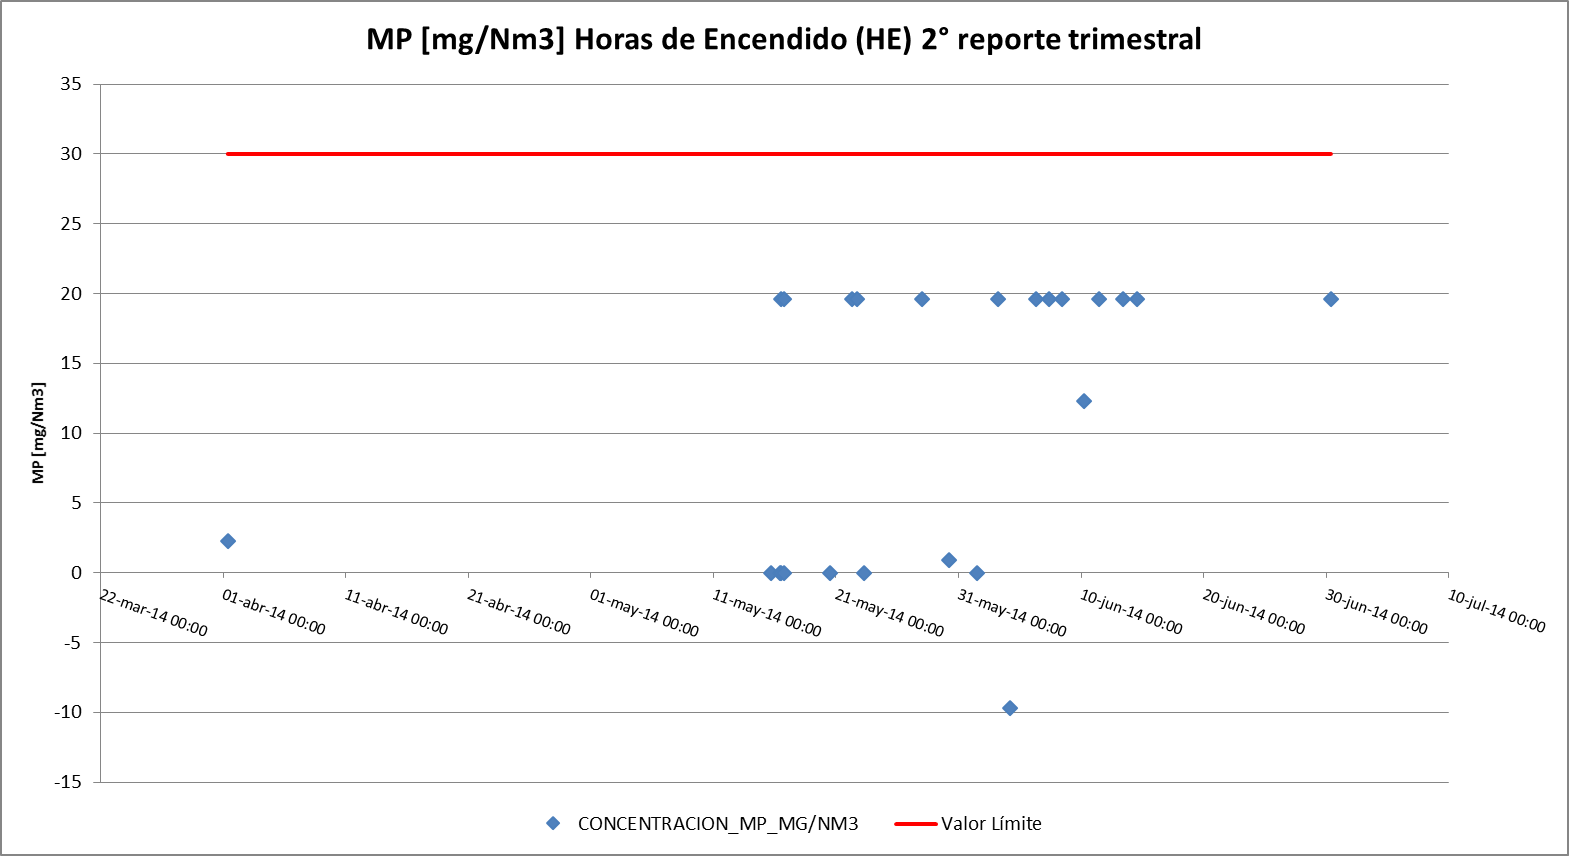 MP [mg/Nm3] Horas de Encendido (HE) 2° reporte trimestral
35
30
25
20
15
10
5
0
-5
-10
-15
MP [mg/Nm3]
22-mar-14 00:00
01-abr-14 00:00
11-abr-14 00:00
21-abr-14 00:00
01-may-14 00:00
11-may-14 00:00
21-may-14 00:00
31-may-14 00:00
10-jun-14 00:00
20-jun-14 00:00
30-jun-14 00:00
10-jul-14 00:00
CONCENTRACION_MP_MG/NM3
Valor Límite